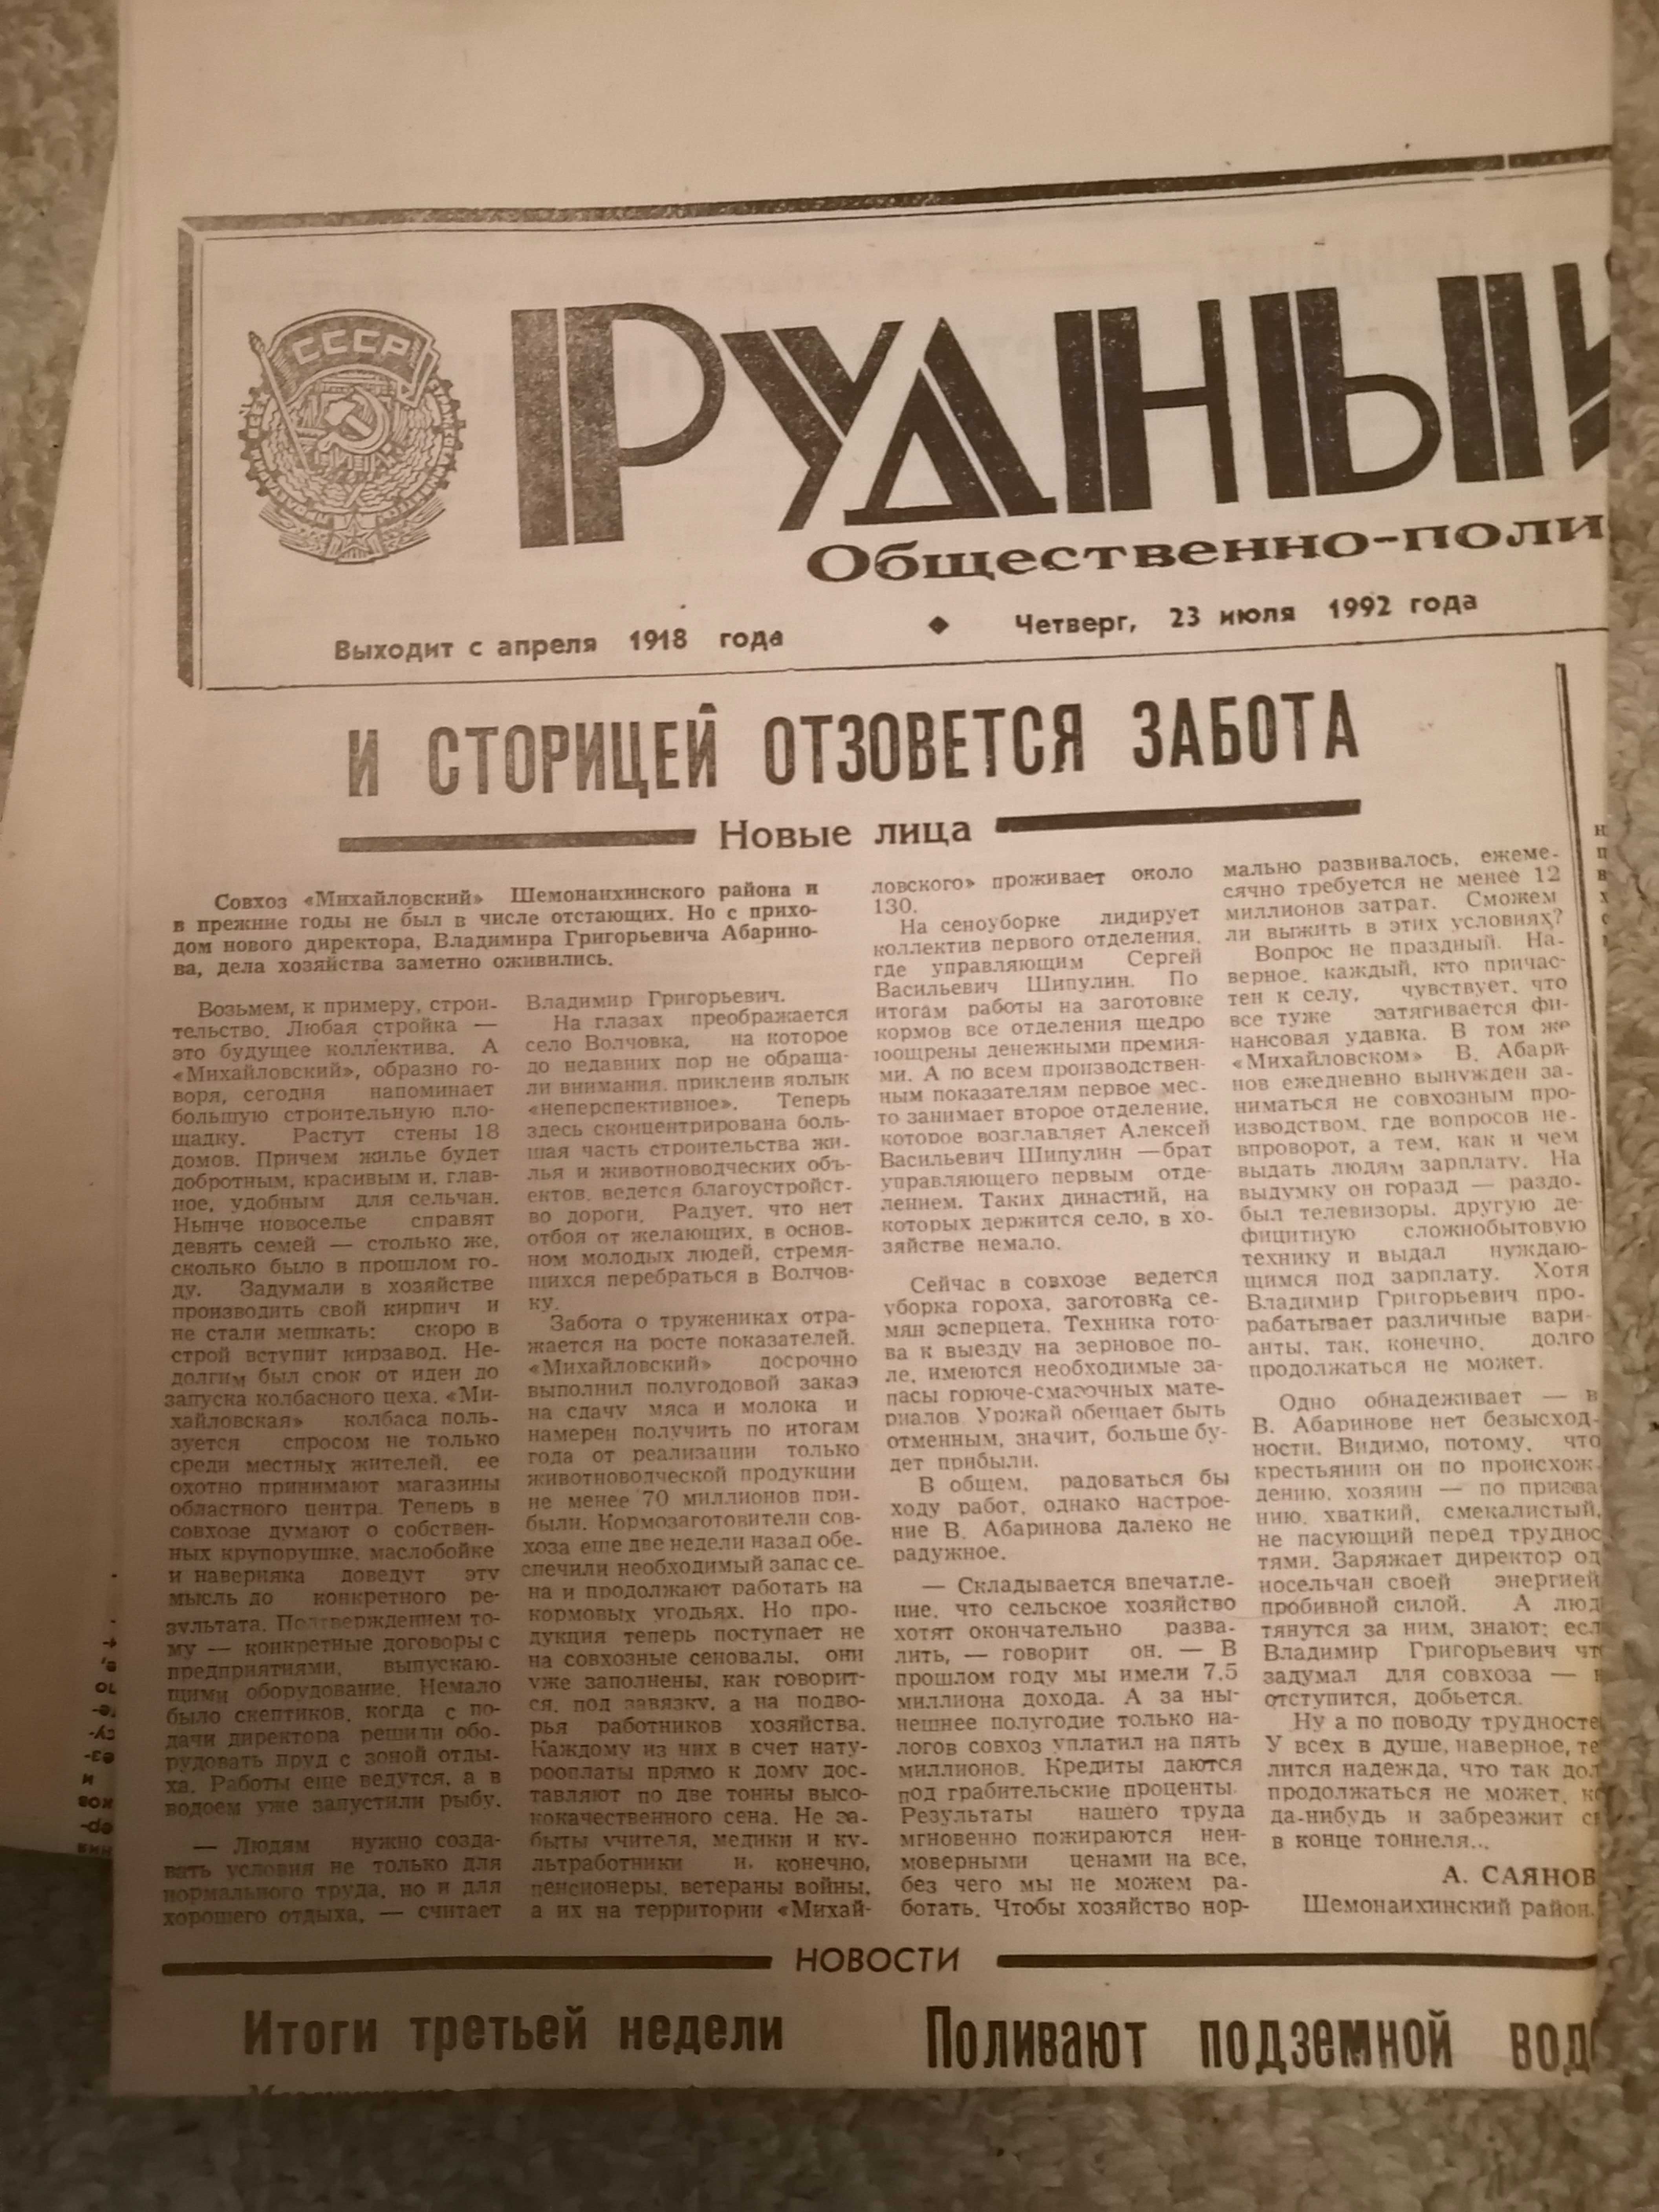 СССР
РУДНЫЙ
Общественно-поли
Выходит с апреля 1918 года ◆ Четверг, 23 июля 1992 года
И СТОРИЦЕЙ ОТЗОВЕТСЯ ЗАБОТА
Новые лица
Совхоз «Михайловский» Шемонаихинского района и
в прежние годы не был в числе отстающих. Но с прихо-
дом нового директора, Владимира Григорьевича Абарино-
ва, дела хозяйства заметно оживились.
Возьмем, к примеру, строи-
тельство. Любая стройка —
это будущее коллектива. А
«Михайловский», образно го-
воря, сегодня напоминает
большую строительную пло-
щадку. Растут стены 18
домов. Причем жилье будет
добротным, красивым и, глав-
ное, удобным для сельчан.
Нынче новоселье справят
девять семей — столько же,
сколько было в прошлом го-
ду. Задумали в хозяйстве
производить свой кирпич и
не стали мешкать: скоро в
строй вступит кирзавод. Не-
долгим был срок от идеи до
запуска колбасного цеха. «Ми-
хайловская» колбаса поль-
зуется спросом не только
среди местных жителей, ее
охотно принимают магазины
областного центра. Теперь в
совхозе думают о собствен-
ных крупорушке, маслобойке
и наверняка доведут эту
мысль до конкретного ре-
зультата. Подтверждением то-
му — конкретные договоры с
предприятиями, выпускаю-
щими оборудование. Немало
было скептиков, когда с по-
дачи директора решили обо-
рудовать пруд с зоной отды-
ха. Работы еще ведутся, а в
водоем уже запустили рыбу.
— Людям нужно созда-
вать условия не только для
нормального труда, но и для
хорошего отдыха, — считает
Владимир Григорьевич.
На глазах преображается
село Волчовка, на которое
до недавних пор не обраща-
ли внимания, приклеив ярлык
«неперспективное». Теперь
здесь сконцентрирована боль-
шая часть строительства жи-
лья и животноводческих объ-
ектов, ведется благоустройст-
во дороги. Радует, что нет
отбоя от желающих, в основ-
ном молодых людей, стремя-
щихся перебраться в Волчов-
ку.
Забота о тружениках отра-
жается на росте показателей.
«Михайловский» досрочно
выполнил полугодовой заказ
на сдачу мяса и молока и
намерен получить по итогам
года от реализации только
животноводческой продукции
не менее 70 миллионов при-
были. Кормозаготовители сов-
хоза еще две недели назад обе-
спечили необходимый запас се-
на и продолжают работать на
кормовых угодьях. Но про-
дукция теперь поступает не
на совхозные сеновалы, они
уже заполнены, как говорит-
ся, под завязку, а на подво-
рья работников хозяйства.
Каждому из них в счет нату-
рооплаты прямо к дому дос-
тавляют по две тонны высо-
кокачественного сена. Не за-
быты учителя, медики и ку-
льтработники и, конечно,
пенсионеры, ветераны войны,
а их на территории «Михай-
ловского» проживает около
130.
На сеноуборке лидирует
коллектив первого отделения,
где управляющим Сергей
Васильевич Шипулин. По
итогам работы на заготовке
кормов все отделения щедро
поощрены денежными премия-
ми. А по всем производствен-
ным показателям первое мес-
то занимает второе отделение,
которое возглавляет Алексей
Васильевич Шипулин —брат
управляющего первым отде-
лением. Таких династий, на
которых держится село, в хо-
зяйстве немало.
Сейчас в совхозе ведется
уборка гороха, заготовка се-
мян эсперцета. Техника гото-
ва к выезду на зерновое по-
ле, имеются необходимые за-
пасы горюче-смазочных мате-
риалов. Урожай обещает быть
отменным, значит, больше бу-
дет прибыли.
В общем, радоваться бы
ходу работ, однако настрое-
ние В. Абаринова далеко не
радужное.
— Складывается впечатле-
ние, что сельское хозяйство
хотят окончательно разва-
лить, — говорит он. — В
прошлом году мы имели 7,5
миллиона дохода. А за ны-
нешнее полугодие только на-
логов совхоз уплатил на пять
миллионов. Кредиты даются
под грабительские проценты.
Результаты нашего труда
мгновенно пожираются неи-
моверными ценами на все,
без чего мы не можем ра-
ботать. Чтобы хозяйство нор-
мально развивалось, ежеме-
сячно требуется не менее 12
миллионов затрат. Сможем
ли выжить в этих условиях?
Вопрос не праздный. На-
верное, каждый, кто причас-
тен к селу, чувствует, что
все туже затягивается фи-
нансовая удавка. В том же
«Михайловском» В. Абари-
нов ежедневно вынужден за-
ниматься не совхозным про-
изводством, где вопросов не-
впроворот, а тем, как и чем
выдать людям зарплату. На
выдумку он горазд — раздо-
был телевизоры, другую де-
фицитную сложнобытовую
технику и выдал нуждаю-
щимся под зарплату. Хотя
Владимир Григорьевич про-
рабатывает различные вари-
анты, так, конечно, долго
продолжаться не может.
Одно обнадеживает — в
В. Абаринове нет безысход-
ности. Видимо, потому, что
крестьянин он по происхож-
дению, хозяин — по призва
нию, хваткий, смекалистый,
не пасующий перед труднос
тями. Заряжает директор од
носельчан своей энергией
пробивной силой. А люд
тянутся за ним, знают: есл
Владимир Григорьевич чт
задумал для совхоза —
отступится, добьется.
Ну а по поводу трудносте
У всех в душе, наверное, те
лится надежда, что так дол
продолжаться не может, ко
да-нибудь и забрезжит с
в конце тоннеля...
А. САЯНОВ
Шемонаихинский район.
НОВОСТИ
Итоги третьей недели
Поливают подземной вод